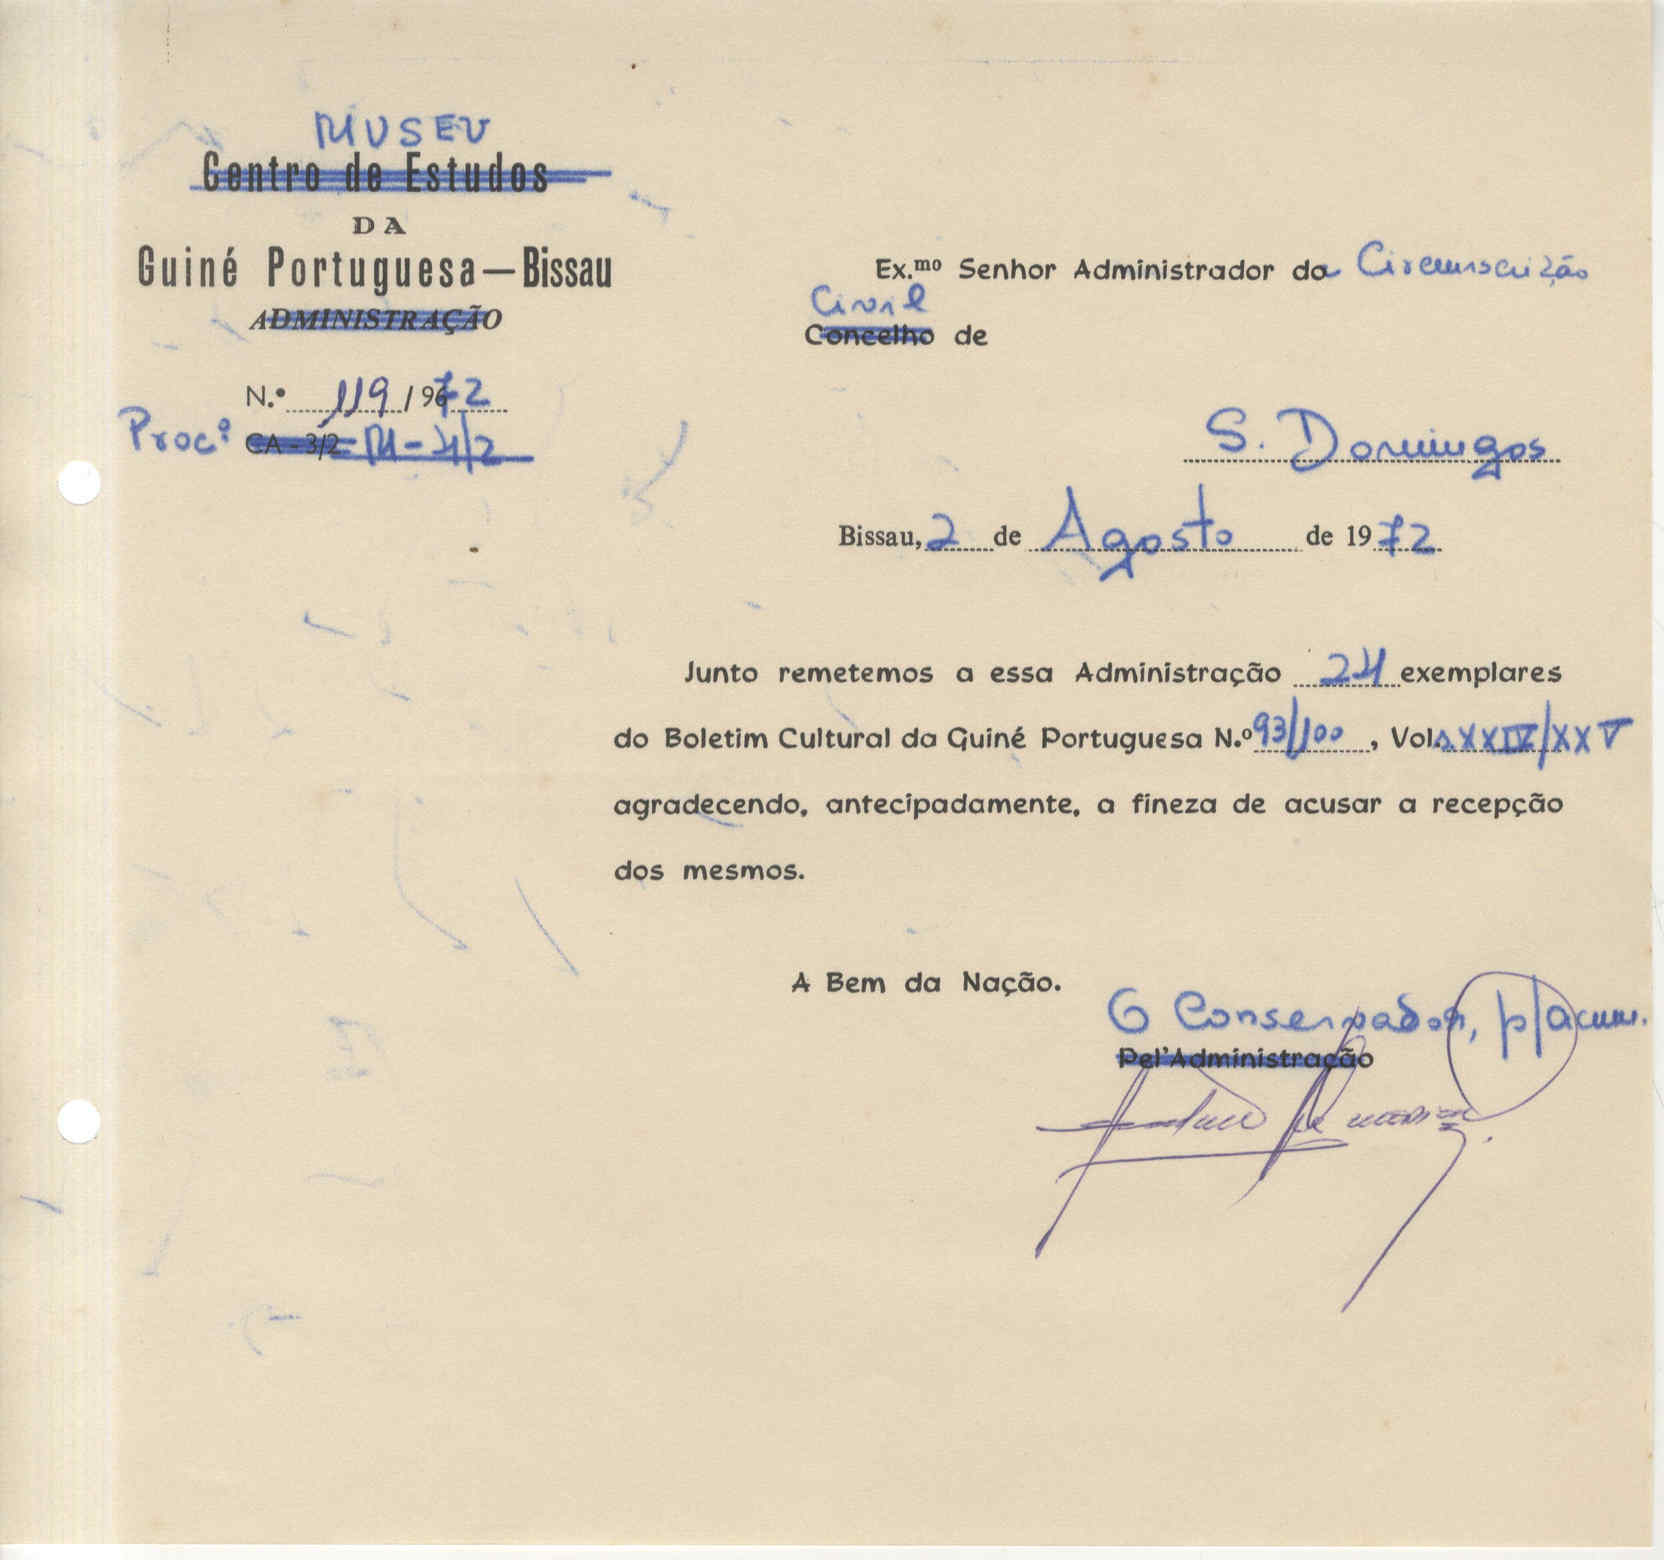 MUSEU
Centro de Estudos
DA
Guiné Portuguesa—Bissau
ADMINISTRAÇÃO
N.º 119 / 1972
Proc.º CA-3/2 - M-4/2
Ex.mo Senhor Administrador da Circunscrição
Civil
Concelho de
S. Domingos
Bissau, 2 de Agosto de 1972
Junto remetemos a essa Administração 24 exemplares
do Boletim Cultural da Guiné Portuguesa N.º 93/100, Vols XXIV/XXV
agradecendo, antecipadamente, a fineza de acusar a recepção
dos mesmos.
A Bem da Nação.
O Conservador, p/acum.
Pel'Administração